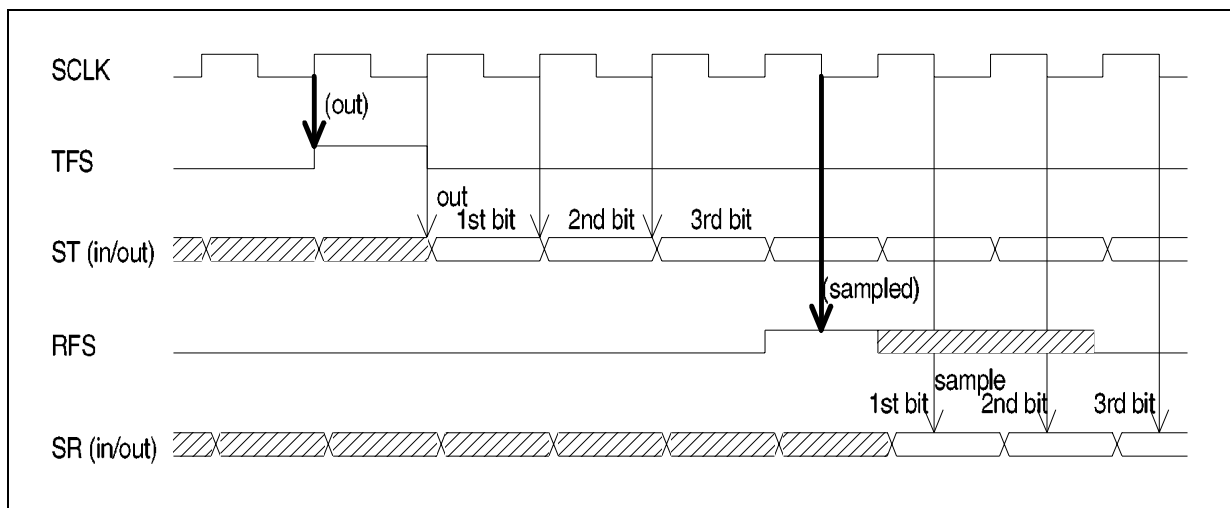 SCLK
(out)
TFS
out
1st bit 2nd bit 3rd bit
ST (in/out)
(sampled)
RFS
sample
1st bit 2nd bit 3rd bit
SR (in/out)